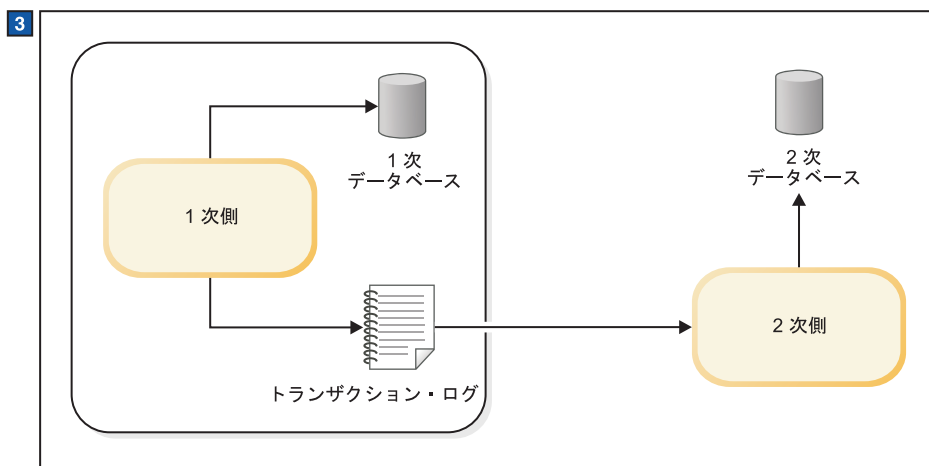 3
1 次
データベース
2 次
データベース
1 次側
2 次側
トランザクション・ログ